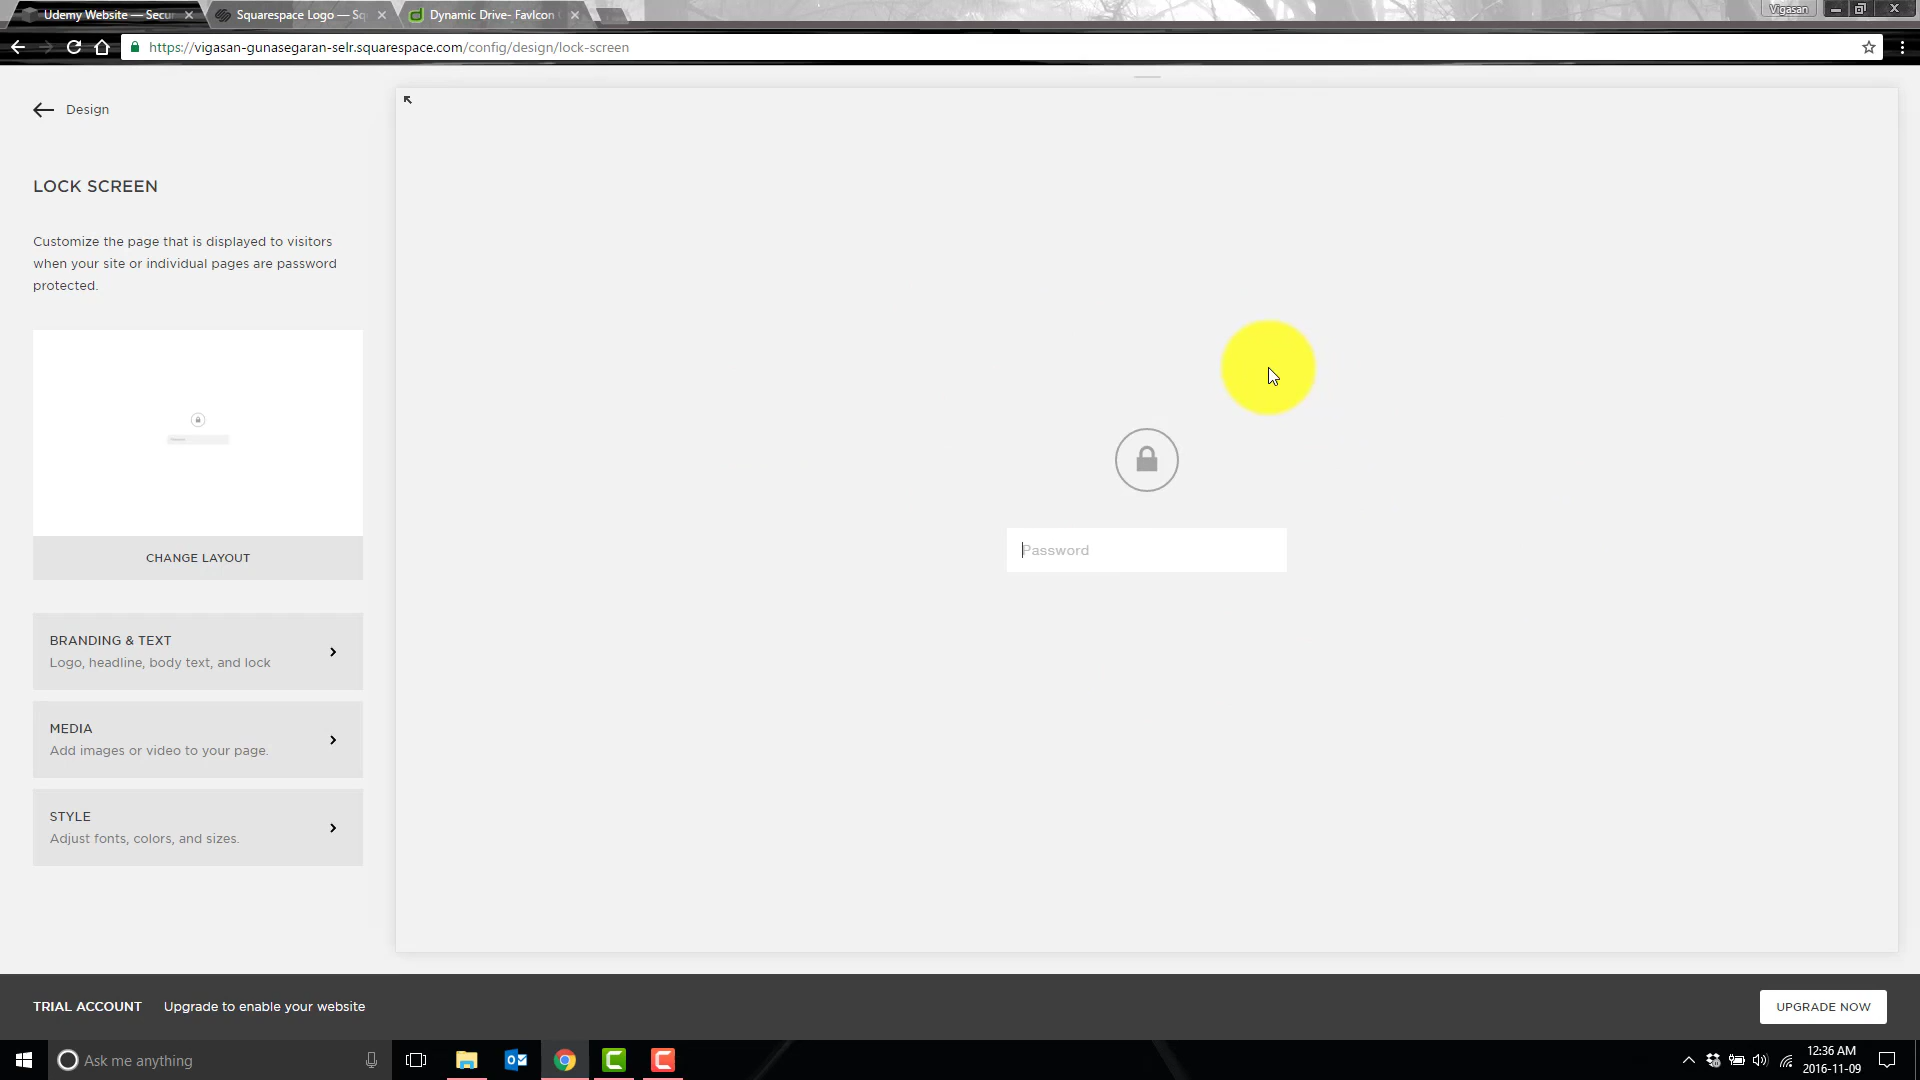 Udemy Website — Secur
Squarespace Logo — Sq
Dynamic Drive- FavIcon
Vigasan
https://vigasan-gunasegaran-selr.squarespace.com/config/design/lock-screen
Design
LOCK SCREEN
Customize the page that is displayed to visitors
when your site or individual pages are password
protected.
CHANGE LAYOUT
BRANDING & TEXT
Logo, headline, body text, and lock
MEDIA
Add images or video to your page.
STYLE
Adjust fonts, colors, and sizes.
Password
TRIAL ACCOUNT Upgrade to enable your website
UPGRADE NOW
Ask me anything
12:36 AM
2016-11-09